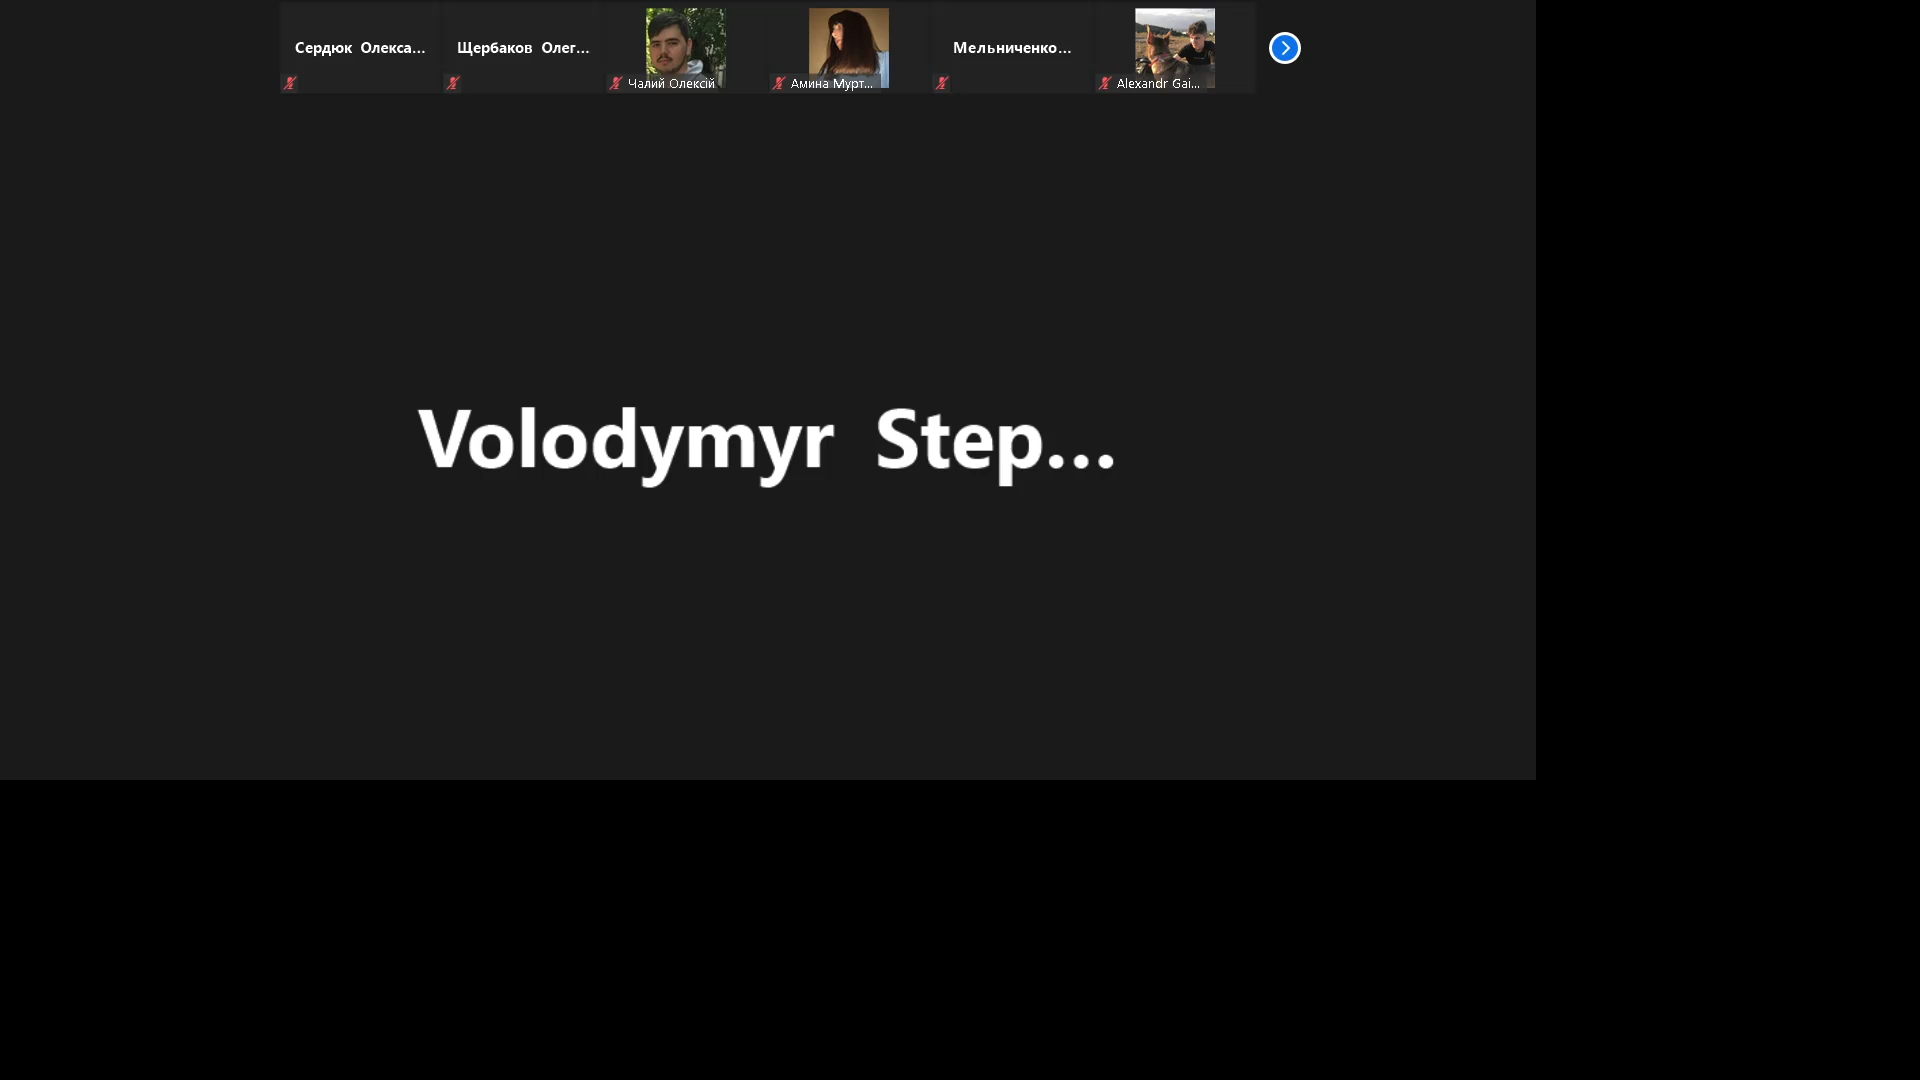 Сердюк Олекса...
Щербаков Олег...
Чалий Олексій
Амина Мурт...
Мельниченко...
Alexandr Gai...
Volodymyr Step...